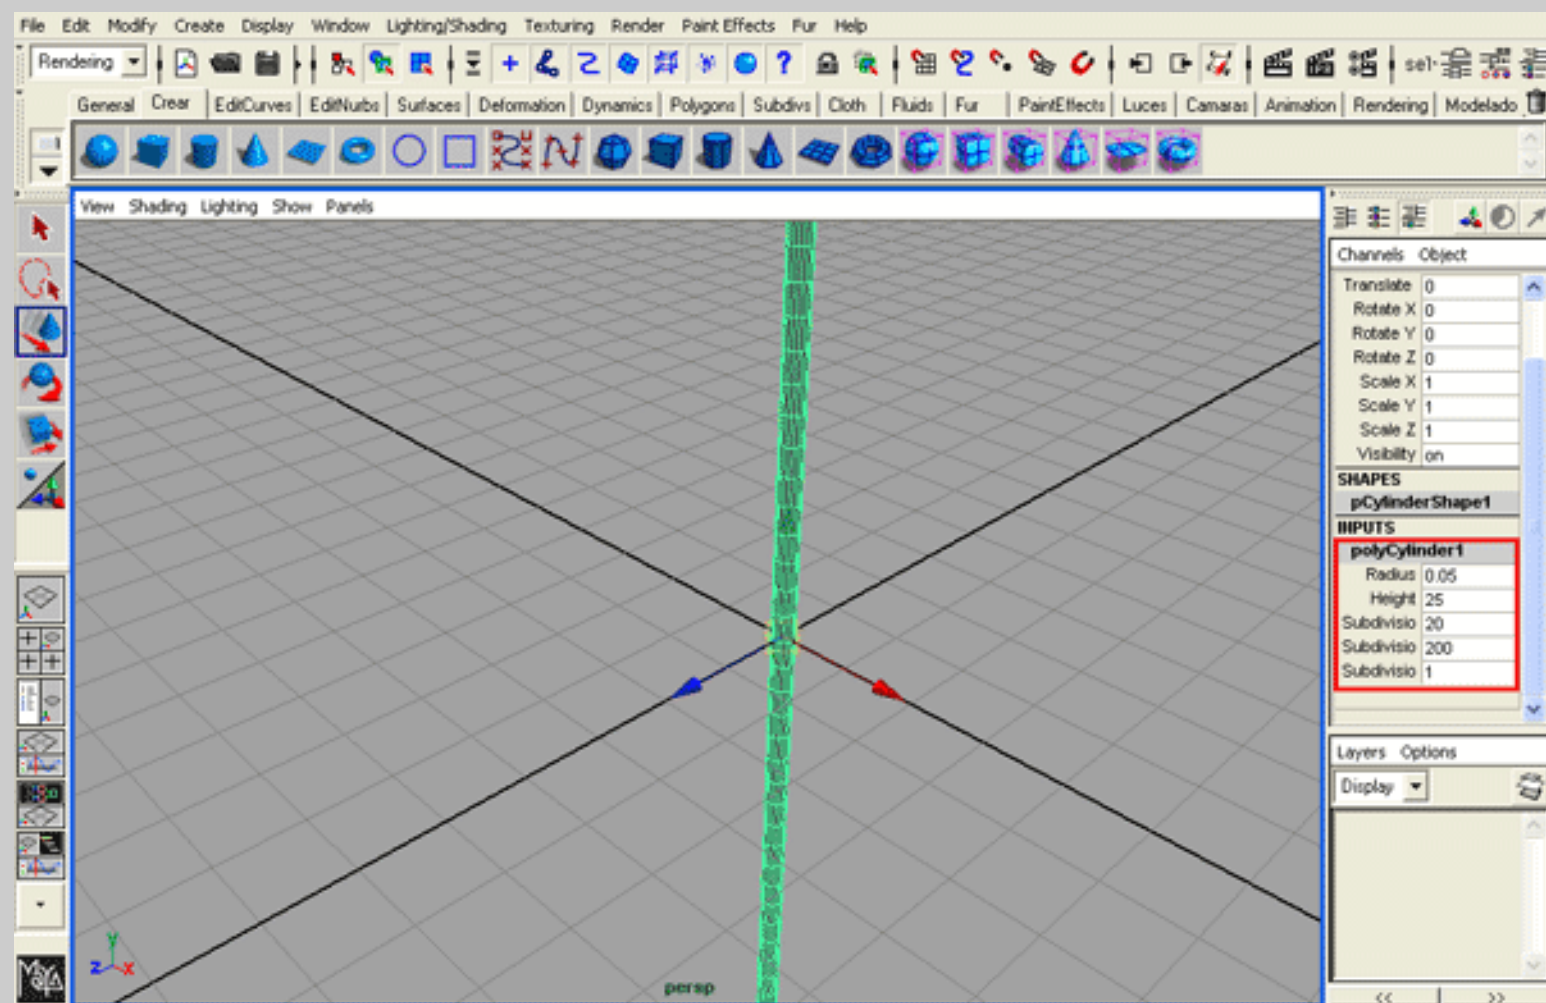 File Edit Modify Create Display Window Lighting/Shading Texturing Render Paint Effects Fur Help
Rendering
sel-
General Crear EditCurves EditNurbs Surfaces Deformation Dynamics Polygons Subdivs Cloth Fluids Fur PaintEffects Luces Camaras Animation Rendering Modelado
View Shading Lighting Show Panels
Channels Object
Translate 0
Rotate X 0
Rotate Y 0
Rotate Z 0
Scale X 1
Scale Y 1
Scale Z 1
Visibility on
SHAPES
pCylinderShape1
INPUTS
polyCylinder1
Radius 0.05
Height 25
Subdivisio 20
Subdivisio 200
Subdivisio 1
Layers Options
Display
y
z x
persp
<< >>